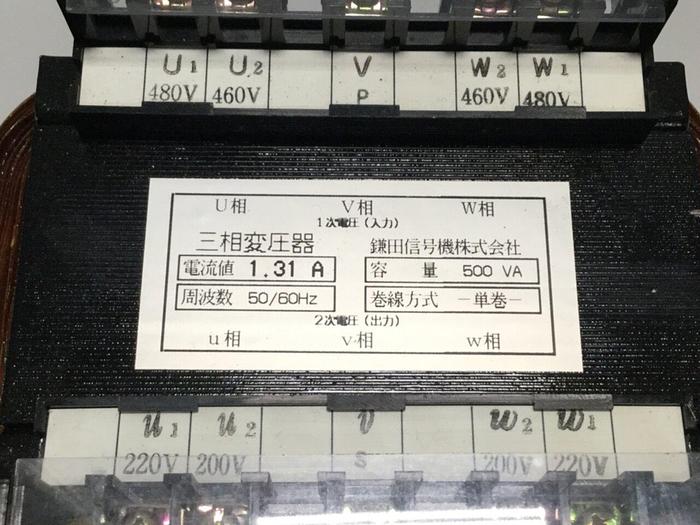 U1 U2 V W2 W1
480V 460V P 460V 480V
U相 V相 W相
1次電圧(入力)
三相変圧器 鎌田信号機株式会社
電流値 1.31 A 容量 500 VA
周波数 50/60Hz 巻線方式 −単巻−
2次電圧(出力)
u相 v相 w相
u1 u2 v w2 w1
220V 200V S 200V 220V